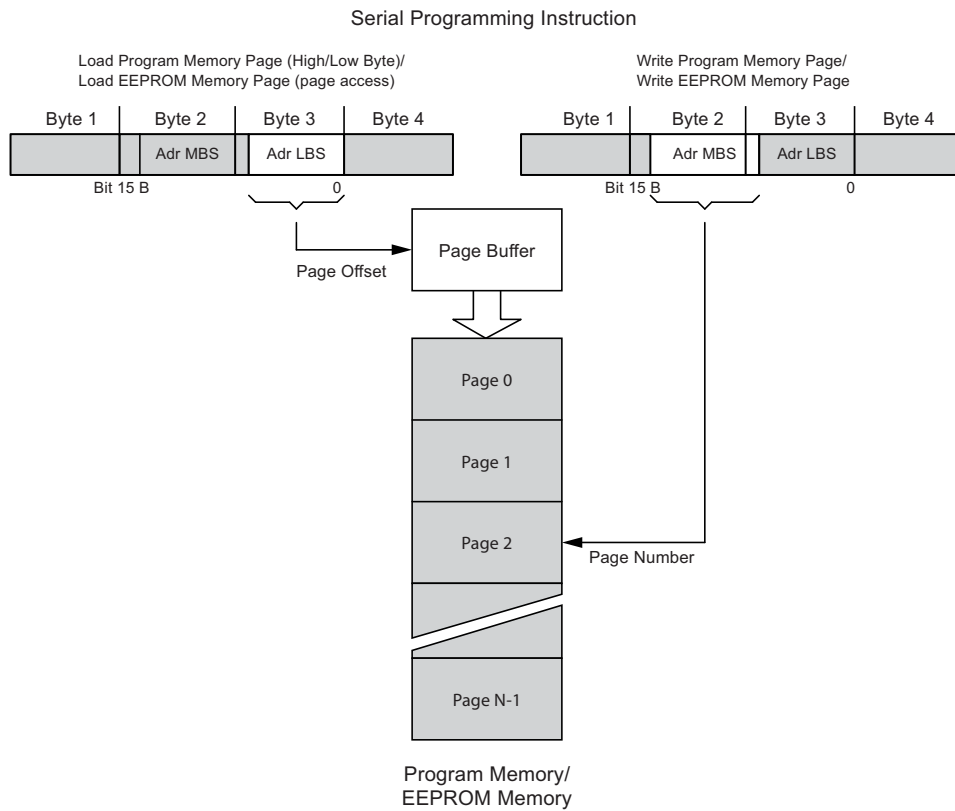 Serial Programming Instruction
Load Program Memory Page (High/Low Byte)/
Load EEPROM Memory Page (page access)
Byte 1 Byte 2 Byte 3 Byte 4
Adr MBS Adr LBS
Bit 15 B 0
Write Program Memory Page/
Write EEPROM Memory Page
Byte 1 Byte 2 Byte 3 Byte 4
Adr MBS Adr LBS
Bit 15 B 0
Page Offset
Page Buffer
Page 0
Page 1
Page 2
Page Number
Page N-1
Program Memory/
EEPROM Memory